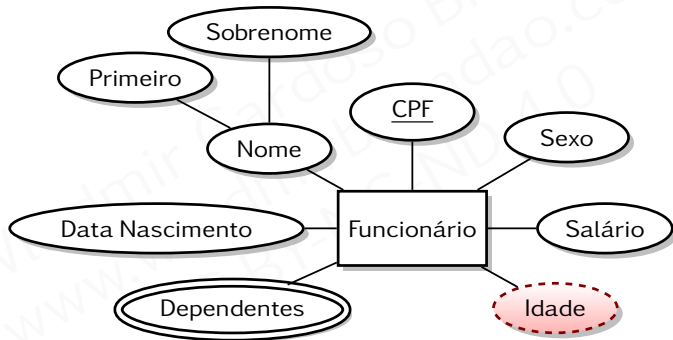 Sobrenome
Primeiro
CPF
Nome
Sexo
Data Nascimento
Funcionário
Salário
Dependentes
Idade